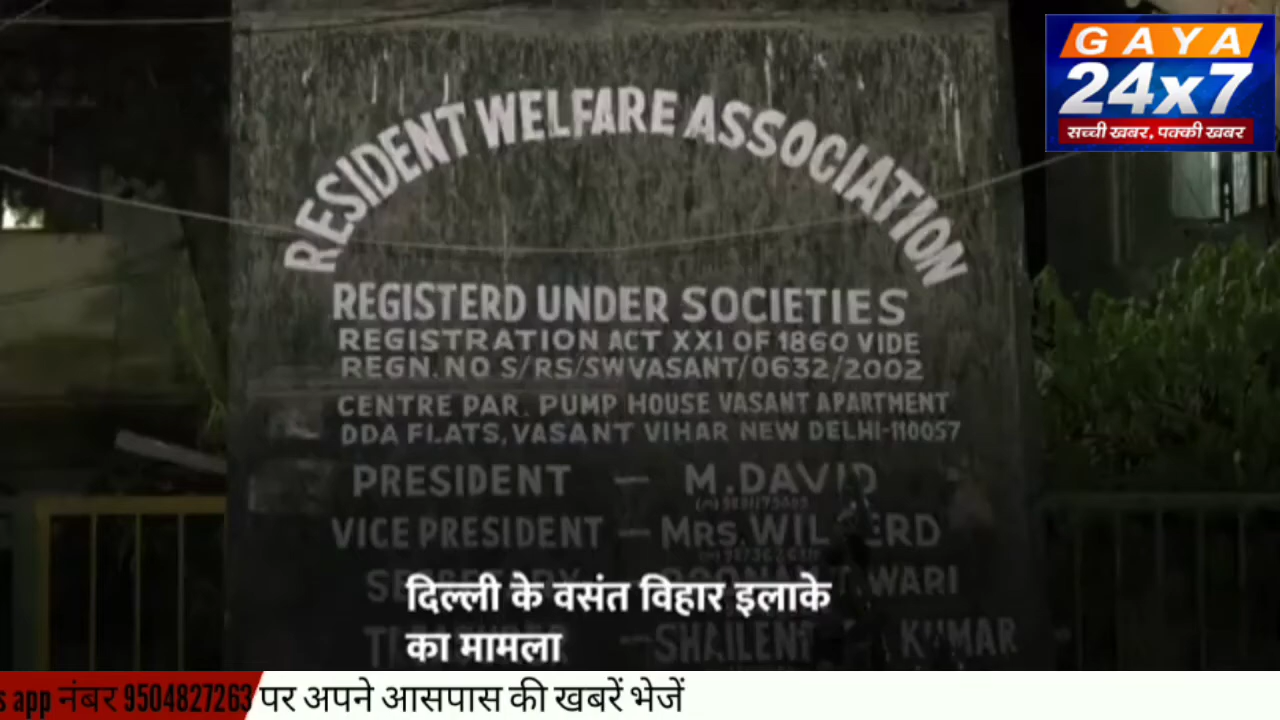 GAYA
24x7
सच्ची खबर, पक्की खबर
RESIDENT WELFARE ASSOCIATION
REGISTERD UNDER SOCIETIES
REGISTRATION ACT XXI OF 1860 VIDE
REGN. NO S/RS/SWVASANT/0632/2002
CENTRE PAR. PUMP HOUSE VASANT APARTMENT
DDA FLATS, VASANT VIHAR NEW DELHI-110057
PRESIDENT — M. DAVID
VICE PRESIDENT — MRS.
दिल्ली के वसंत विहार इलाके
का मामला
KUMAR
s app नंबर 9504827263 पर अपने आसपास की खबरें भेजें